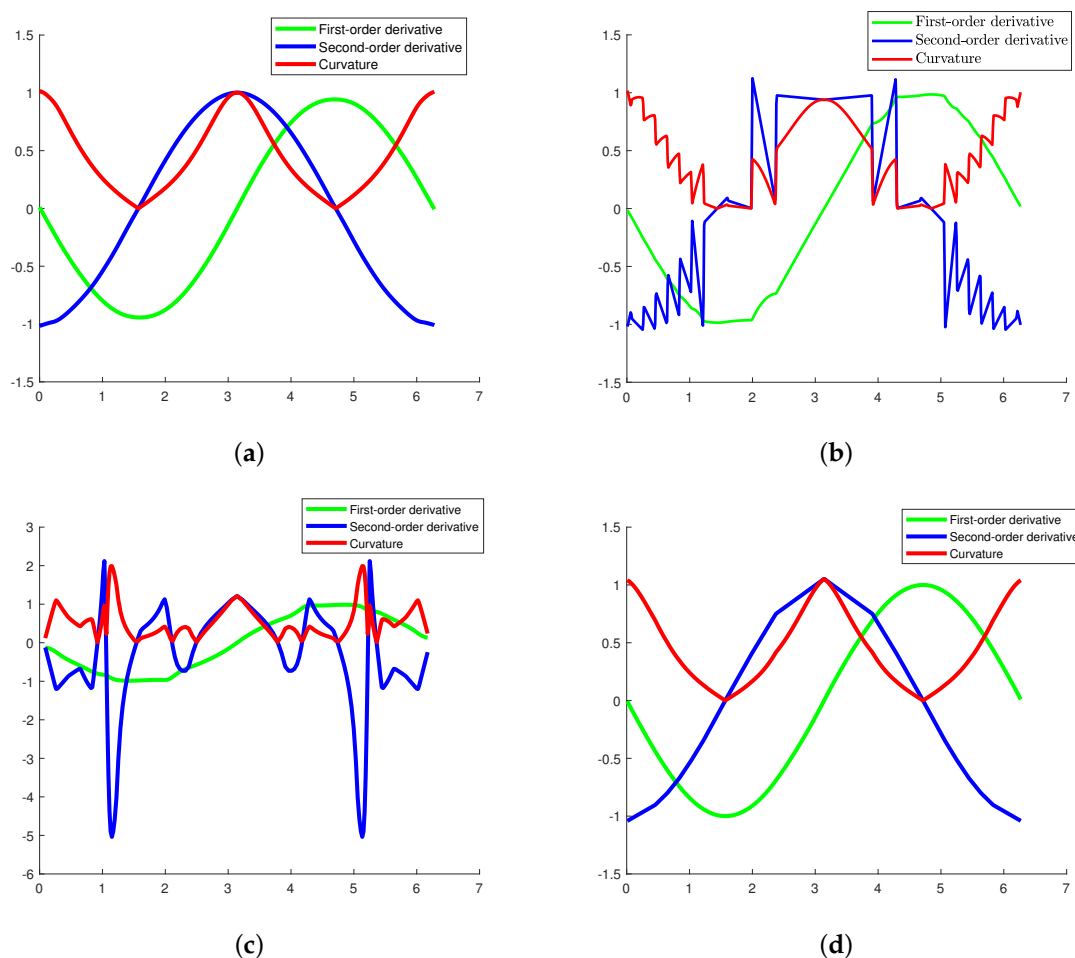 First-order derivative
Second-order derivative
Curvature
1.5
1
0.5
0
-0.5
-1
-1.5
0 1 2 3 4 5 6 7
(a)
First-order derivative
Second-order derivative
Curvature
1.5
1
0.5
0
-0.5
-1
-1.5
0 1 2 3 4 5 6 7
(b)
First-order derivative
Second-order derivative
Curvature
3
2
1
0
-1
-2
-3
-4
-5
-6
0 1 2 3 4 5 6 7
(c)
First-order derivative
Second-order derivative
Curvature
1.5
1
0.5
0
-0.5
-1
-1.5
0 1 2 3 4 5 6 7
(d)